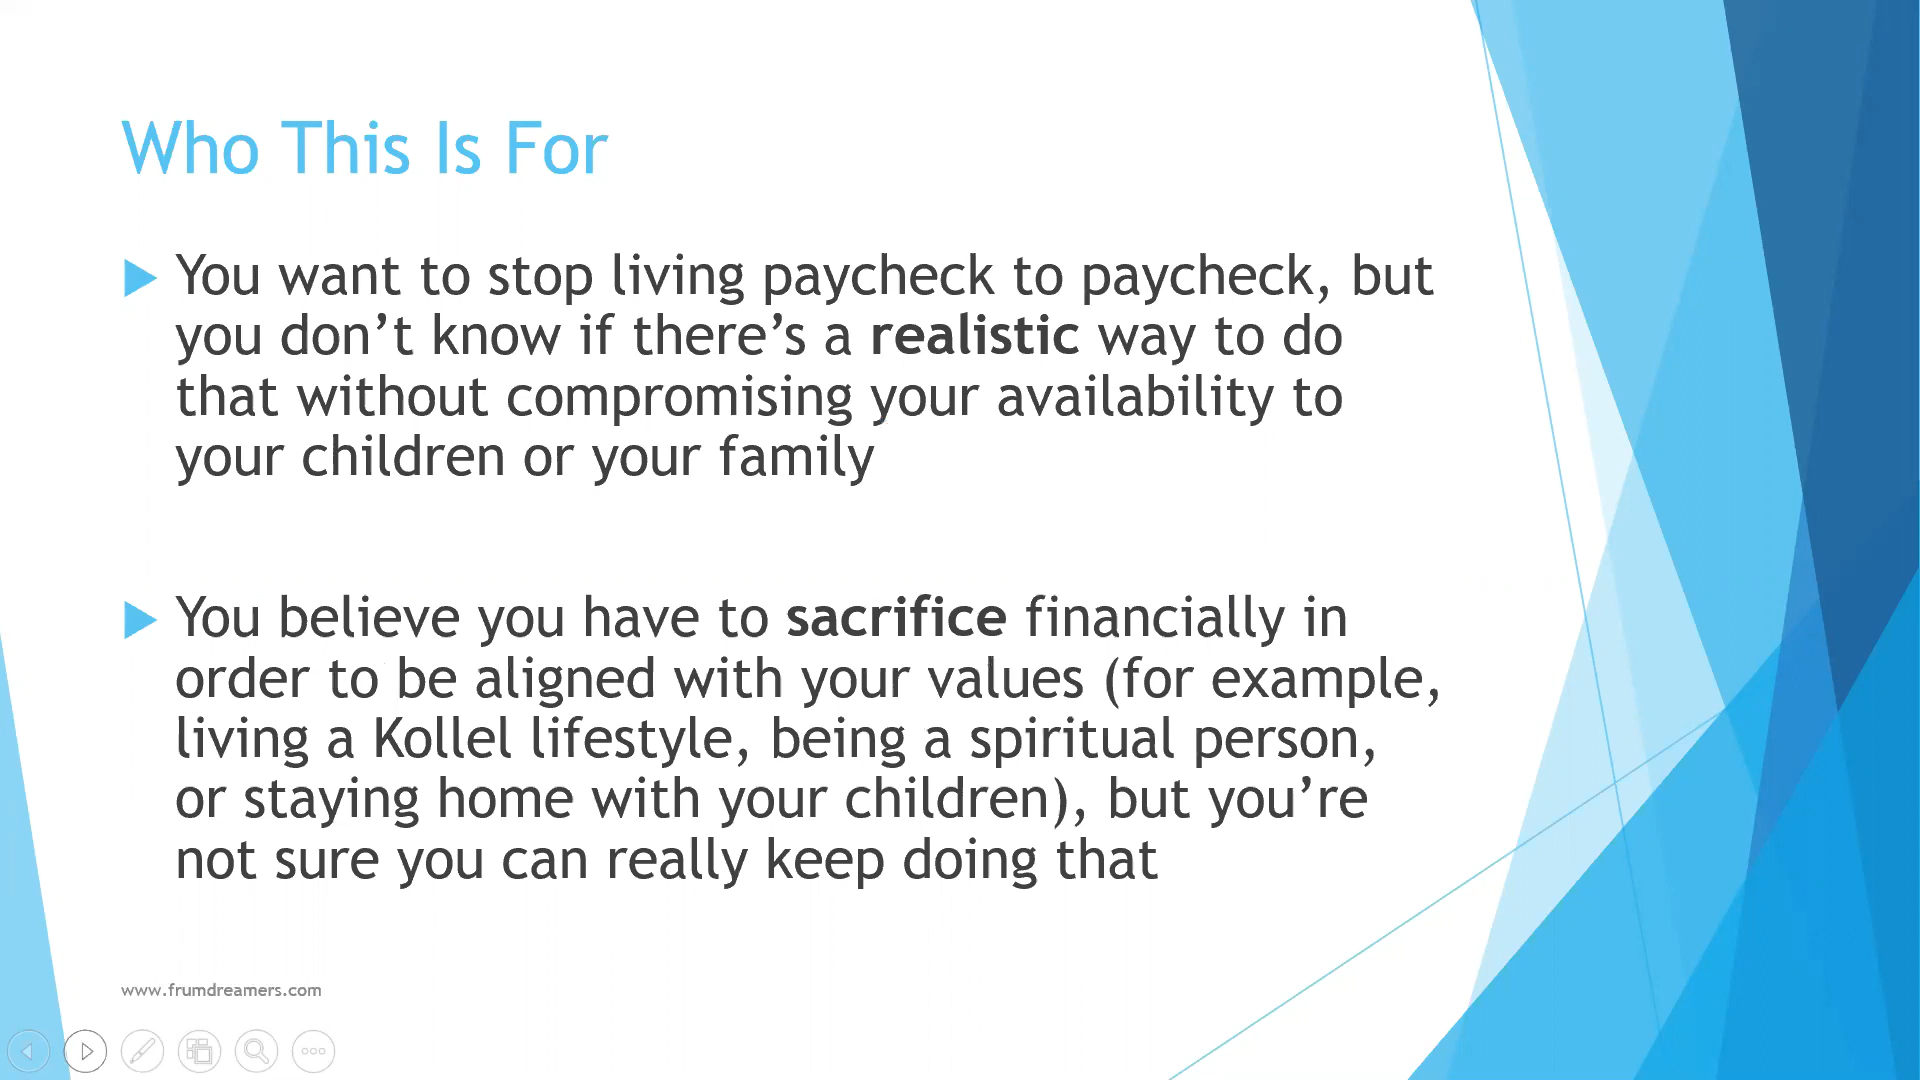 Who This Is For
You want to stop living paycheck to paycheck, but
you don’t know if there’s a realistic way to do
that without compromising your availability to
your children or your family
You believe you have to sacrifice financially in
order to be aligned with your values (for example,
living a Kollel lifestyle, being a spiritual person,
or staying home with your children), but you’re
not sure you can really keep doing that
www.frumdreamers.com